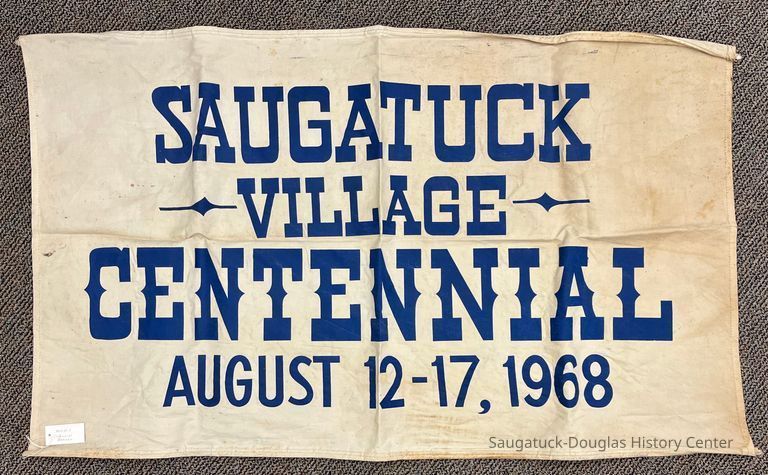 SAUGATUCK
VILLAGE
CENTENNIAL
AUGUST 12-17, 1968
Saugatuck-Douglas History Center